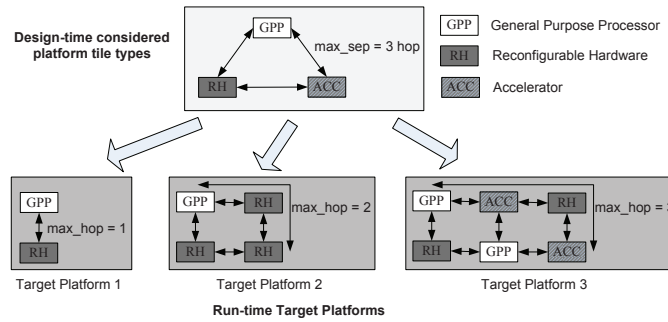 Design-time considered
platform tile types
GPP
max_sep = 3 hop
RH
ACC
GPP
General Purpose Processor
RH
Reconfigurable Hardware
ACC
Accelerator
GPP
max_hop = 1
RH
GPP
RH
max_hop = 2
RH
RH
GPP
ACC
RH
max_hop =
RH
GPP
ACC
Target Platform 1
Target Platform 2
Target Platform 3
Run-time Target Platforms